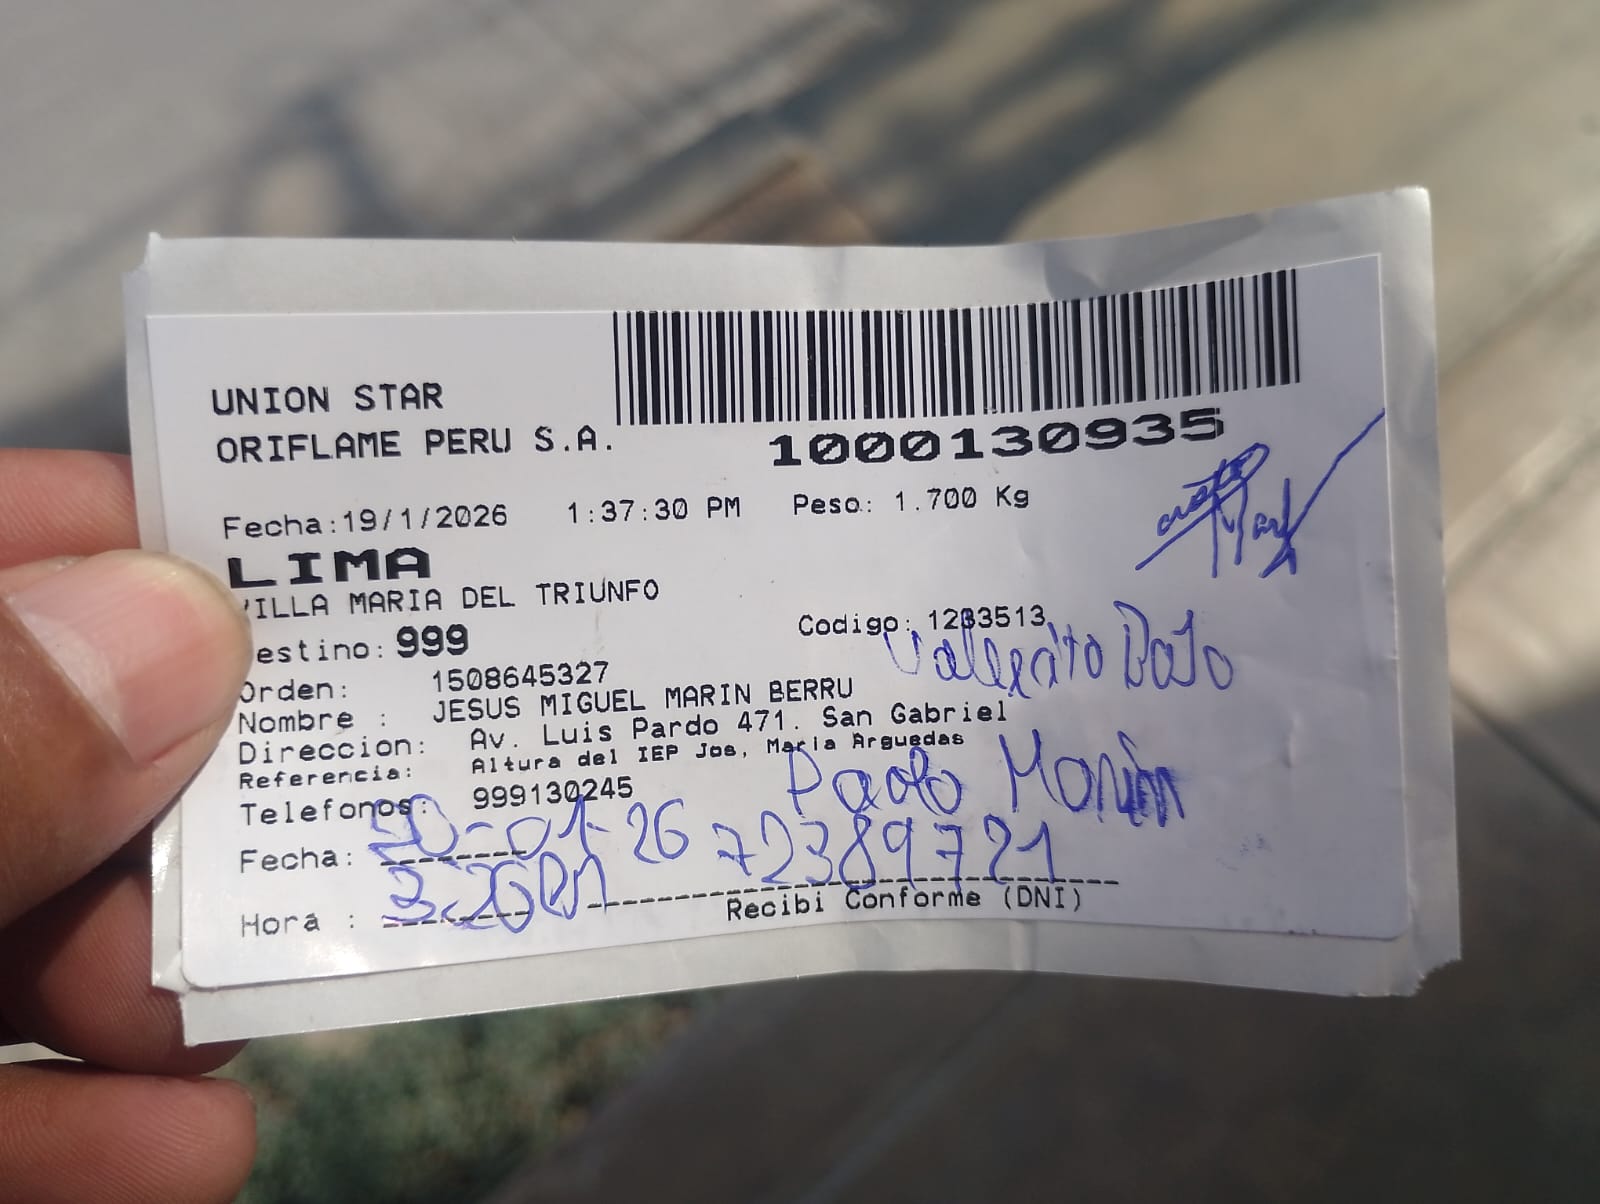 UNION STAR
ORIFLAME PERU S.A.
1000130935
Fecha:19/1/2026 1:37:30 PM Peso: 1.700 Kg
LIMA
VILLA MARIA DEL TRIUNFO
estino: 999 Codigo: 1233513
Orden: 1508645327
Nombre : JESUS MIGUEL MARIN BERRU
Direccion: Av. Luis Pardo 471. San Gabriel
Referencia: Altura del IEP Jos, Maria Arguedas
Telefonos: 999130245
Paolo Marin
Fecha: 20-01-26 72389721
Hora : 3:20Pm
Recibi Conforme (DNI)